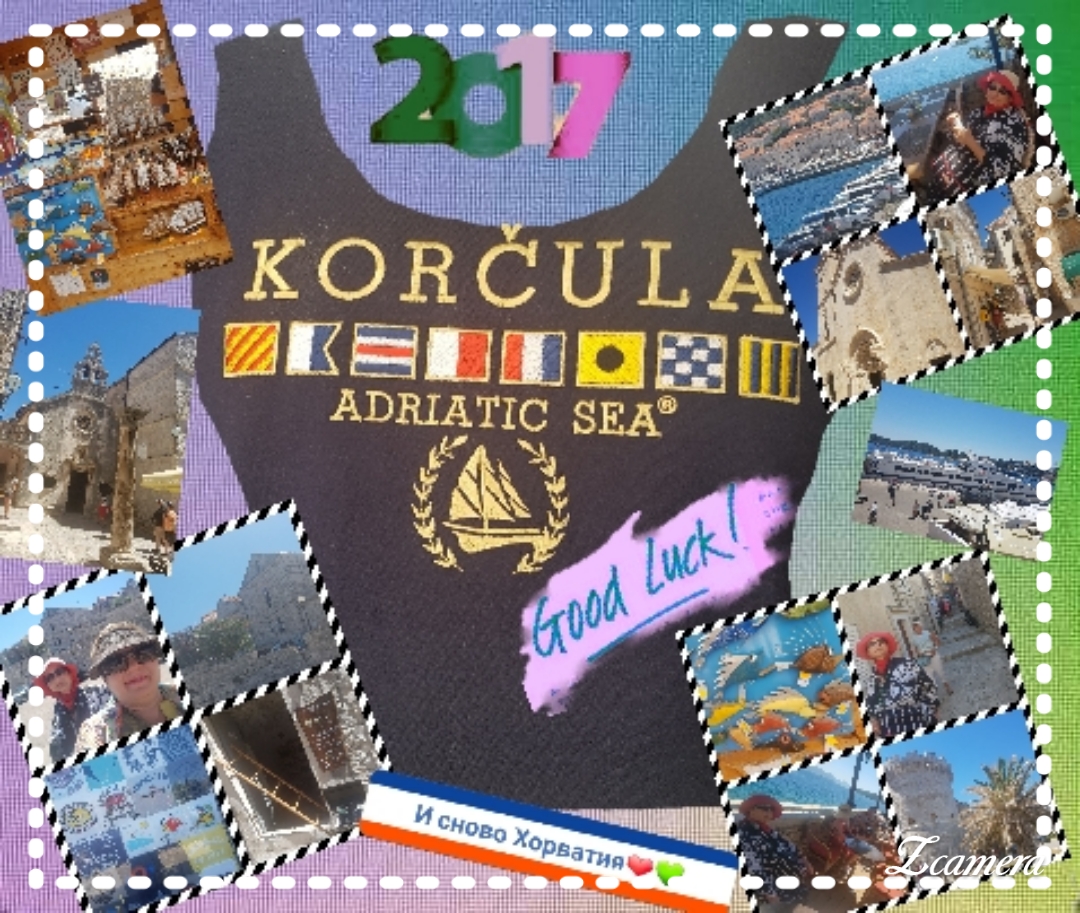 2017
KORČULA
ADRIATIC SEA®
Good Luck!
И сново Хорватия
Zcamera